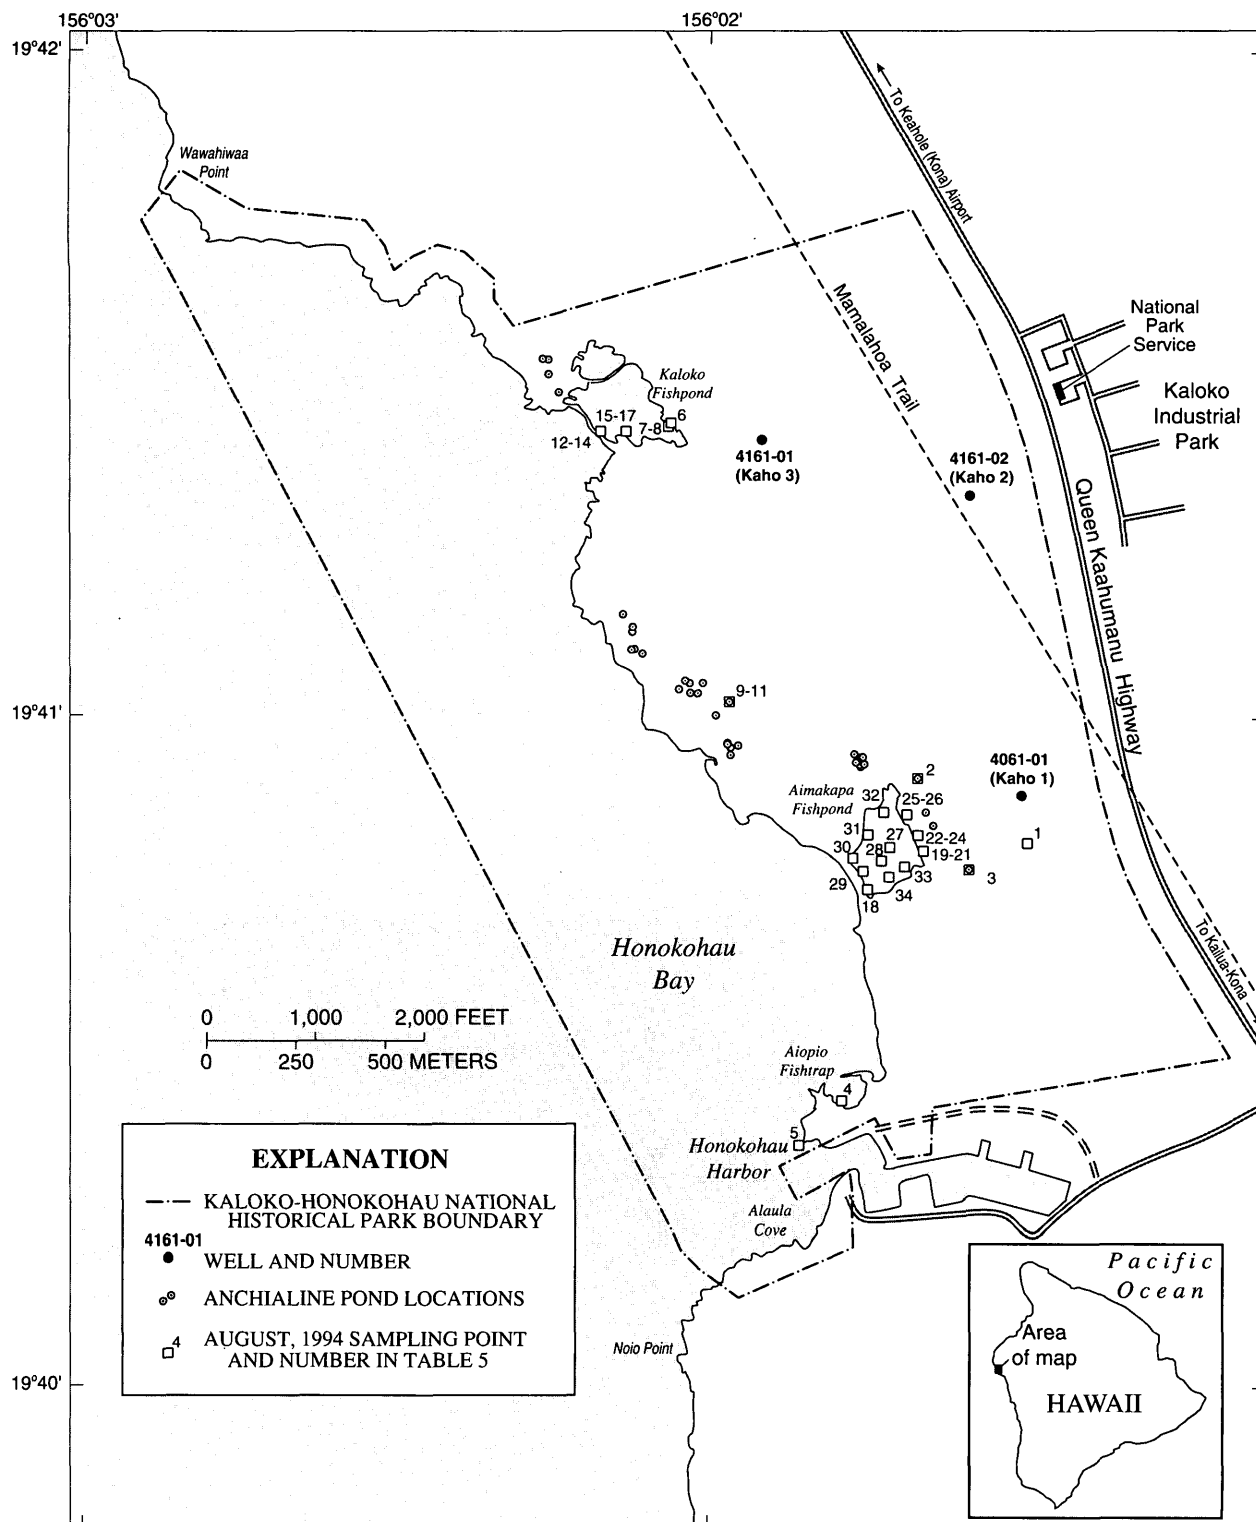 156°03'
156°02'
19°42'
To Keahole (Kona) Airport
Wawahiwaa
Point
Mamalahoa Trail
National
Park
Service
Kaloko
Industrial
Park
Kaloko
Fishpond
6
15-17
7-8
12-14
4161-01
(Kaho 3)
4161-02
(Kaho 2)
Queen Kaahumanu Highway
9-11
19°41'
2
4061-01
(Kaho 1)
Aimakapa
Fishpond
32
25-26
31
27
22-24
1
30
28
19-21
29
33
3
18
34
To Kailua-Kona
Honokohau
Bay
0 1,000 2,000 FEET
0 250 500 METERS
Aiopio
Fishtrap
4
5
Honokohau
Harbor
Alaula
Cove
EXPLANATION
KALOKO-HONOKOHAU NATIONAL
HISTORICAL PARK BOUNDARY
4161-01
WELL AND NUMBER
ANCHIALINE POND LOCATIONS
4
AUGUST, 1994 SAMPLING POINT
AND NUMBER IN TABLE 5
Noio Point
19°40'
Pacific
Ocean
Area
of map
HAWAII